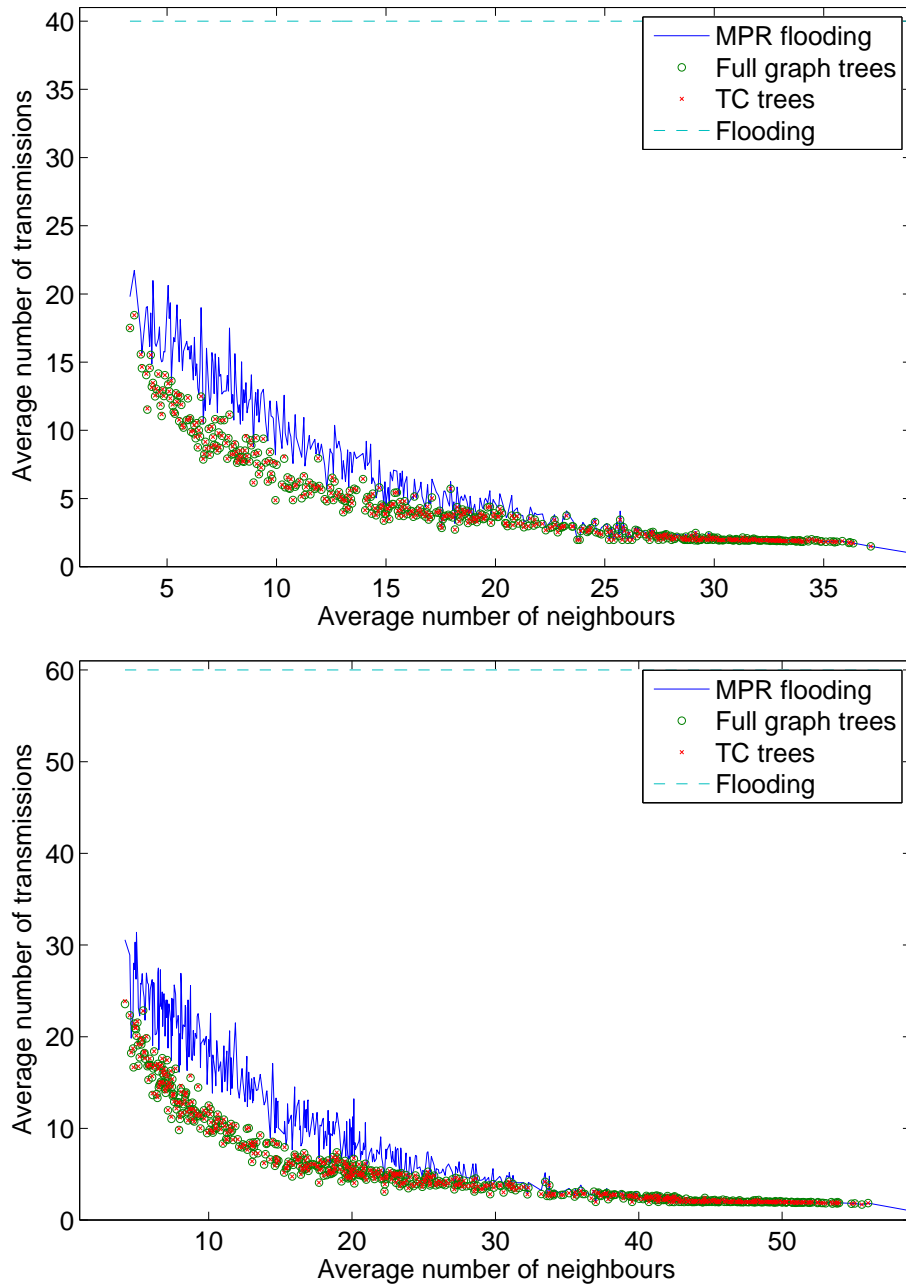 40
35
30
25
20
15
10
5
0
Average number of transmissions
MPR flooding
Full graph trees
TC trees
Flooding
5 10 15 20 25 30 35
Average number of neighbours
60
50
40
30
20
10
0
Average number of transmissions
MPR flooding
Full graph trees
TC trees
Flooding
10 20 30 40 50
Average number of neighbours